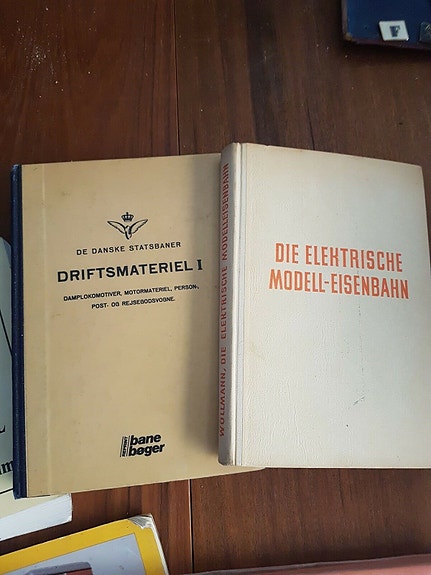 F
DE DANSKE STATSBANER
DRIFTSMATERIEL I
DAMPLOKOMOTIVER, MOTORMATERIEL, PERSON-,
POST- OG REJSEGODSVOGNE.
REPRINT
bane
bøger
WOLLMANN, DIE ELEKTRISCHE MODELLEISENBAHN
DIE ELEKTRISCHE
MODELL-EISENBAHN